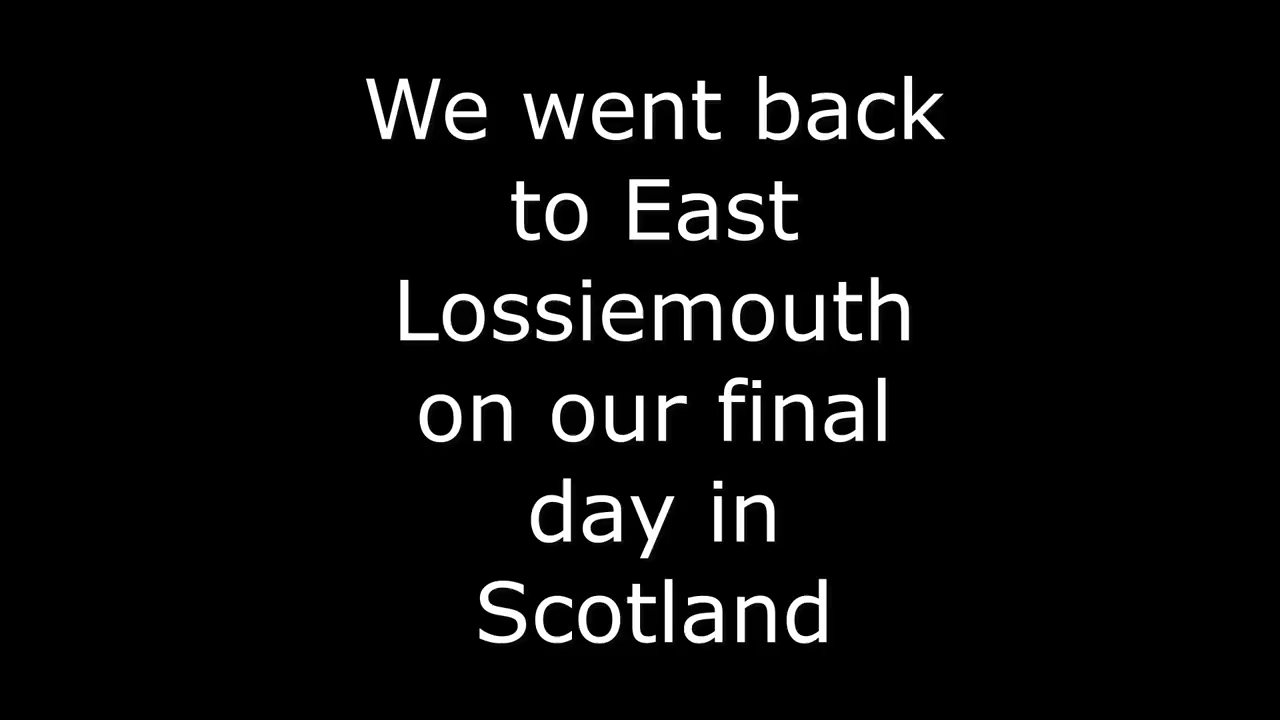 We went back
to East
Lossiemouth
on our final
day in
Scotland